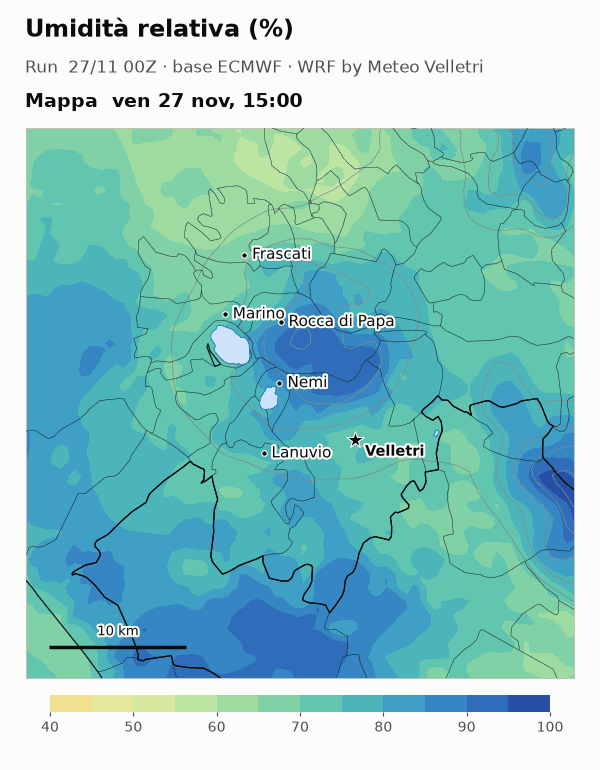 Umidità relativa (%)
Run  27/11 00Z · base ECMWF · WRF by Meteo Velletri
Mappa  ven 27 nov, 15:00
Frascati
Marino
Rocca di Papa
Nemi
Velletri
Lanuvio
10 km
40 50 60 70 80 90 100